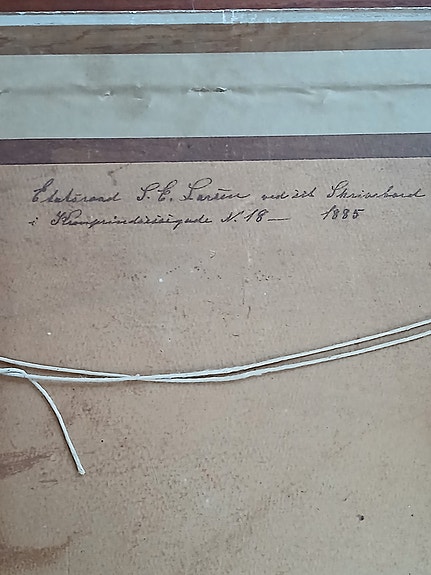 Etatsraad S. E. Larsen ved sit Skrivebord
i Kronprindsessegade N. 18 — 1885